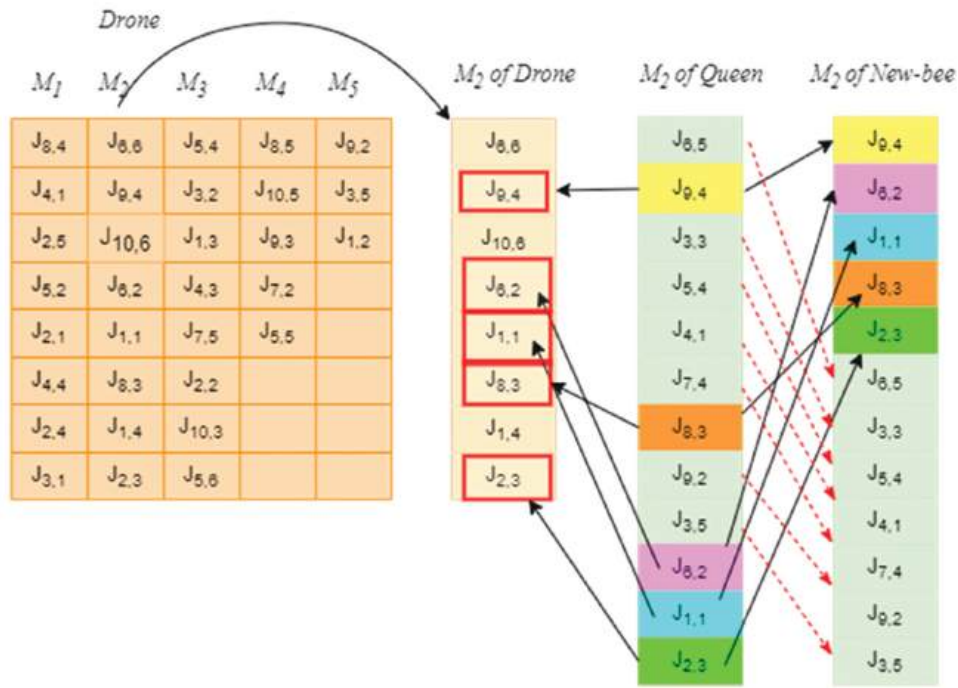 Drone
M1 M2 M3 M4 M5 M2 of Drone M2 of Queen M2 of New-bee
J8,4 J6,6 J5,4 J8,5 J9,2 J6,6 J6,5 J9,4
J4,1 J9,4 J3,2 J10,5 J3,5 J9,4 J9,4 J6,2
J2,5 J10,6 J1,3 J9,3 J1,2 J10,6 J3,3 J1,1
J5,2 J6,2 J4,3 J7,2 J6,2 J5,4 J8,3
J2,1 J1,1 J7,5 J5,5 J1,1 J4,1 J2,3
J4,4 J8,3 J2,2 J8,3 J7,4 J6,5
J2,4 J1,4 J10,3 J1,4 J8,3 J3,3
J3,1 J2,3 J5,6 J2,3 J9,2 J5,4
J3,5 J4,1
J6,2 J7,4
J1,1 J9,2
J2,3 J3,5